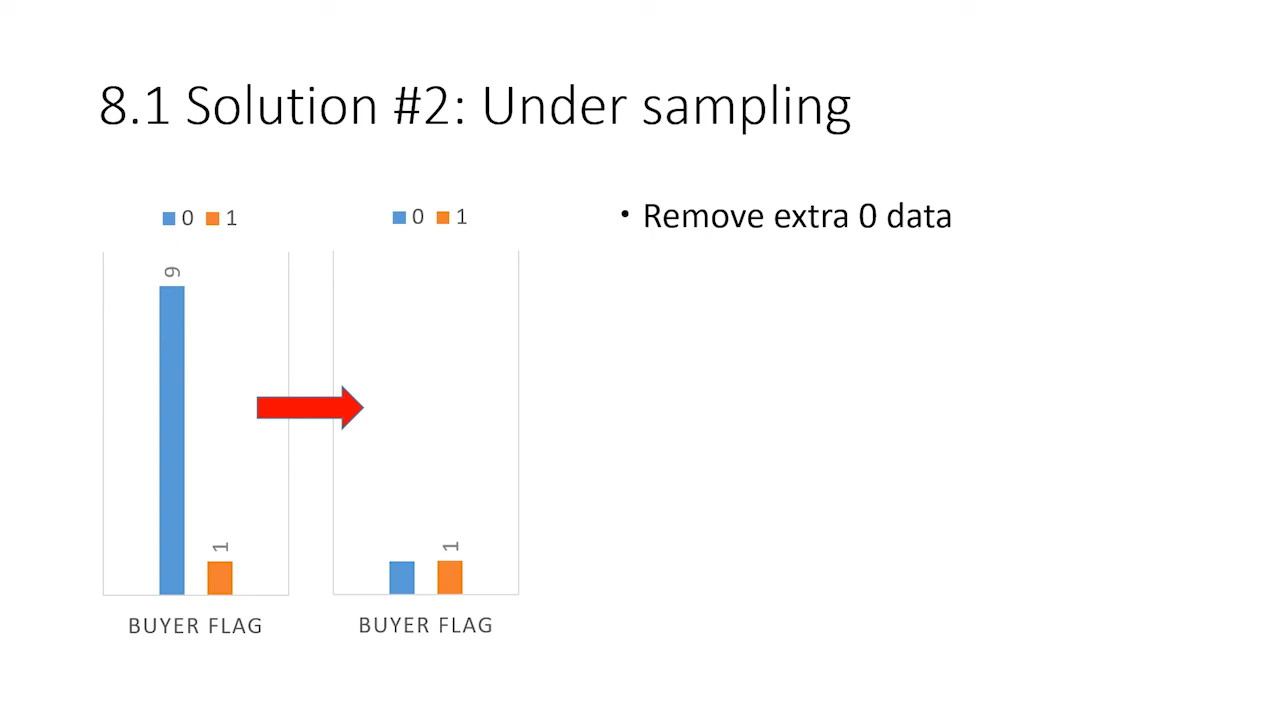 8.1 Solution #2: Under sampling
0 1
9
1
BUYER FLAG
0 1
1
BUYER FLAG
• Remove extra 0 data